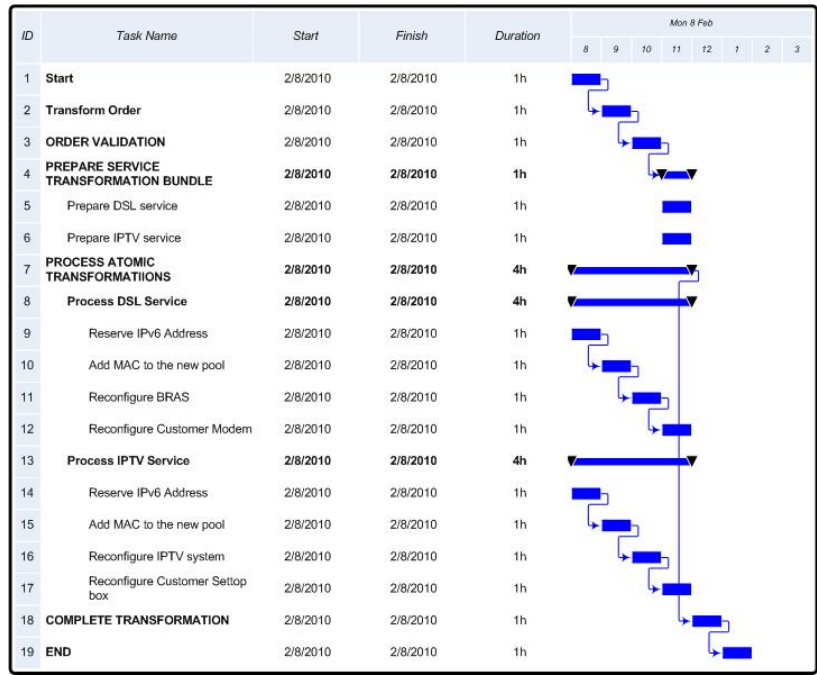 ID Task Name Start Finish Duration Mon 8 Feb
8 9 10 11 12 1 2 3
1 Start 2/8/2010 2/8/2010 1h
2 Transform Order 2/8/2010 2/8/2010 1h
3 ORDER VALIDATION 2/8/2010 2/8/2010 1h
4 PREPARE SERVICE
TRANSFORMATION BUNDLE 2/8/2010 2/8/2010 1h
5 Prepare DSL service 2/8/2010 2/8/2010 1h
6 Prepare IPTV service 2/8/2010 2/8/2010 1h
7 PROCESS ATOMIC
TRANSFORMATIIONS 2/8/2010 2/8/2010 4h
8 Process DSL Service 2/8/2010 2/8/2010 4h
9 Reserve IPv6 Address 2/8/2010 2/8/2010 1h
10 Add MAC to the new pool 2/8/2010 2/8/2010 1h
11 Reconfigure BRAS 2/8/2010 2/8/2010 1h
12 Reconfigure Customer Modem 2/8/2010 2/8/2010 1h
13 Process IPTV Service 2/8/2010 2/8/2010 4h
14 Reserve IPv6 Address 2/8/2010 2/8/2010 1h
15 Add MAC to the new pool 2/8/2010 2/8/2010 1h
16 Reconfigure IPTV system 2/8/2010 2/8/2010 1h
17 Reconfigure Customer Settop
box 2/8/2010 2/8/2010 1h
18 COMPLETE TRANSFORMATION 2/8/2010 2/8/2010 1h
19 END 2/8/2010 2/8/2010 1h